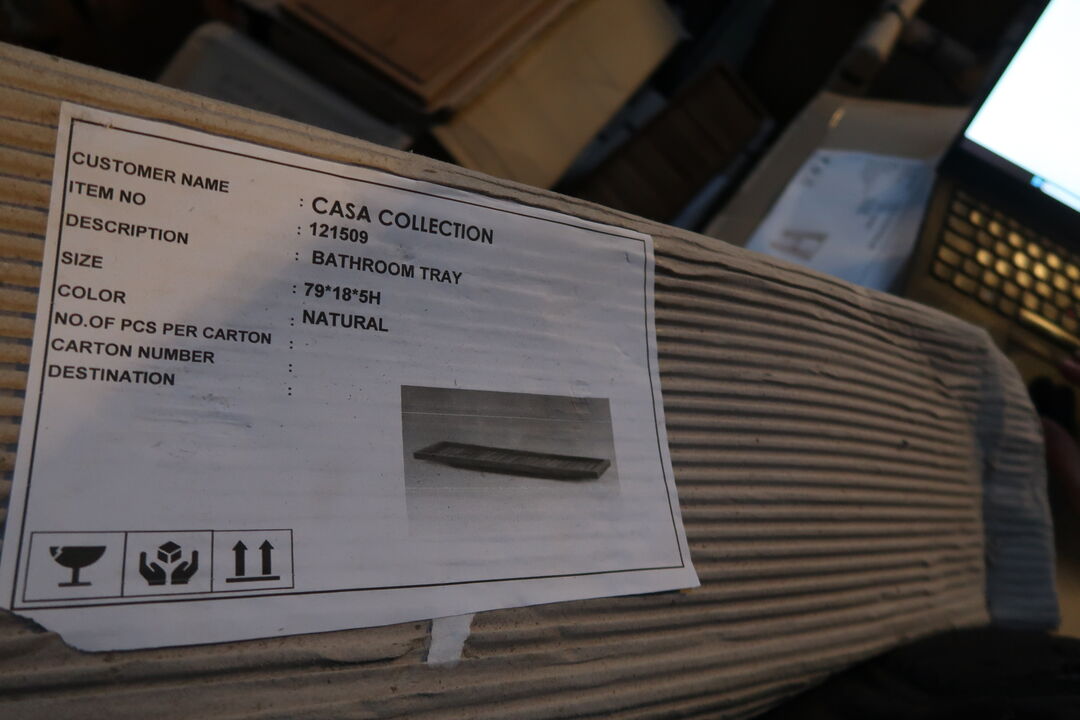 CUSTOMER NAME : CASA COLLECTION
ITEM NO : 121509
DESCRIPTION : BATHROOM TRAY
SIZE : 79*18*5H
COLOR : NATURAL
NO.OF PCS PER CARTON :
CARTON NUMBER :
DESTINATION :